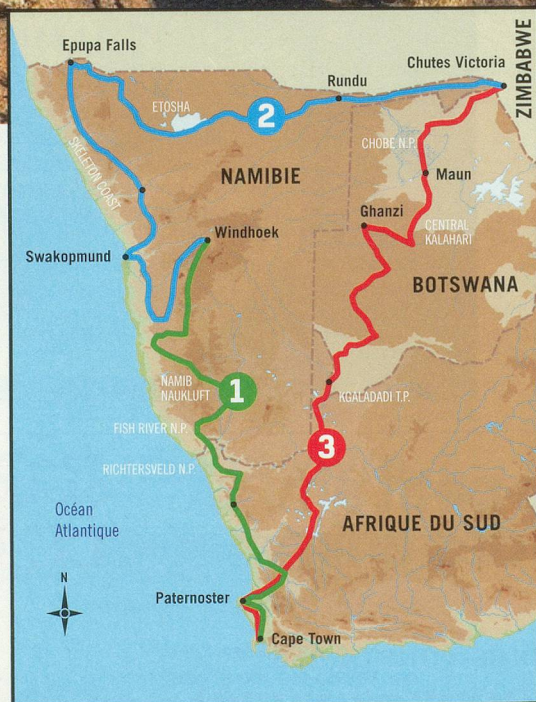 Epupa Falls
Chutes Victoria
ZIMBABWE
Rundu
ETOSHA
2
CHOBE N.P.
SKELETON COAST
NAMIBIE
Maun
Ghanzi
Windhoek
CENTRAL
KALAHARI
Swakopmund
BOTSWANA
NAMIB
NAUKLUFT
1
KGALADADI T.P.
FISH RIVER N.P.
3
RICHTERSVELD N.P.
Océan
Atlantique
AFRIQUE DU SUD
N
Paternoster
Cape Town